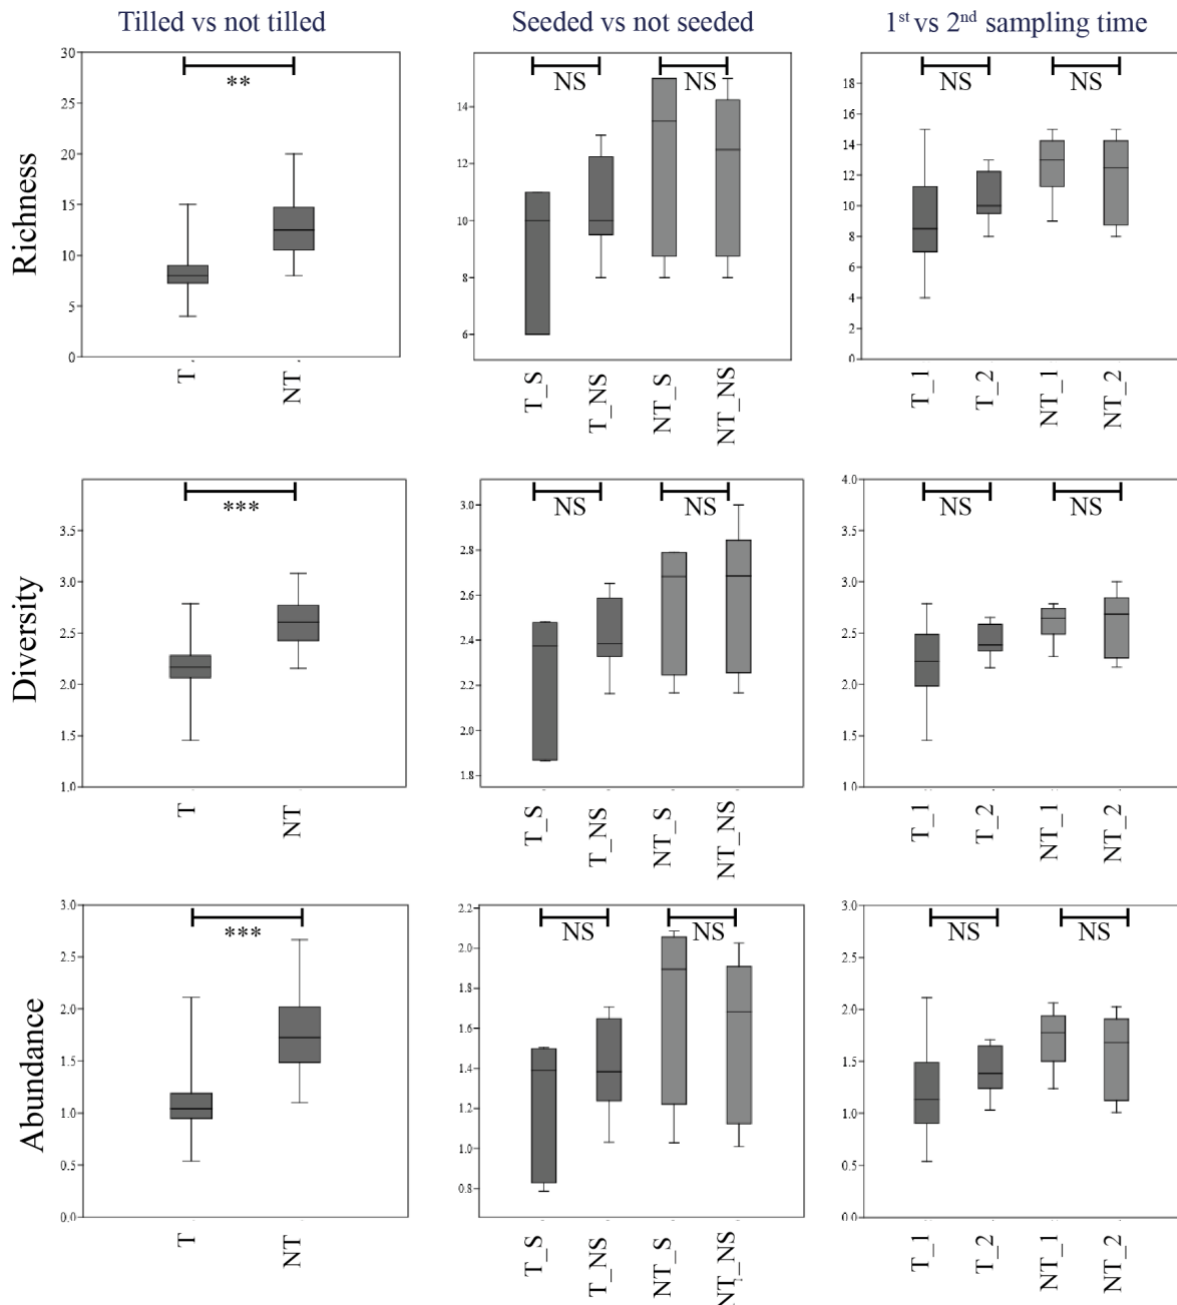 Tilled vs not tilled
Seeded vs not seeded
1st vs 2nd sampling time
Richness
30
25
20
15
10
5
0
**
T
NT
14
12
10
8
6
NS
NS
T_S
T_NS
NT_S
NT_NS
18
16
14
12
10
8
6
4
2
0
NS
NS
T_1
T_2
NT_1
NT_2
Diversity
3.5
3.0
2.5
2.0
1.5
1.0
***
T
NT
3.0
2.8
2.6
2.4
2.2
2.0
1.8
NS
NS
T_S
T_NS
NT_S
NT_NS
4.0
3.5
3.0
2.5
2.0
1.5
1.0
NS
NS
T_1
T_2
NT_1
NT_2
Abundance
3.0
2.5
2.0
1.5
1.0
0.5
0.0
***
T
NT
2.2
2.0
1.8
1.6
1.4
1.2
1.0
0.8
NS
NS
T_S
T_NS
NT_S
NT_NS
3.0
2.5
2.0
1.5
1.0
0.5
0.0
NS
NS
T_1
T_2
NT_1
NT_2